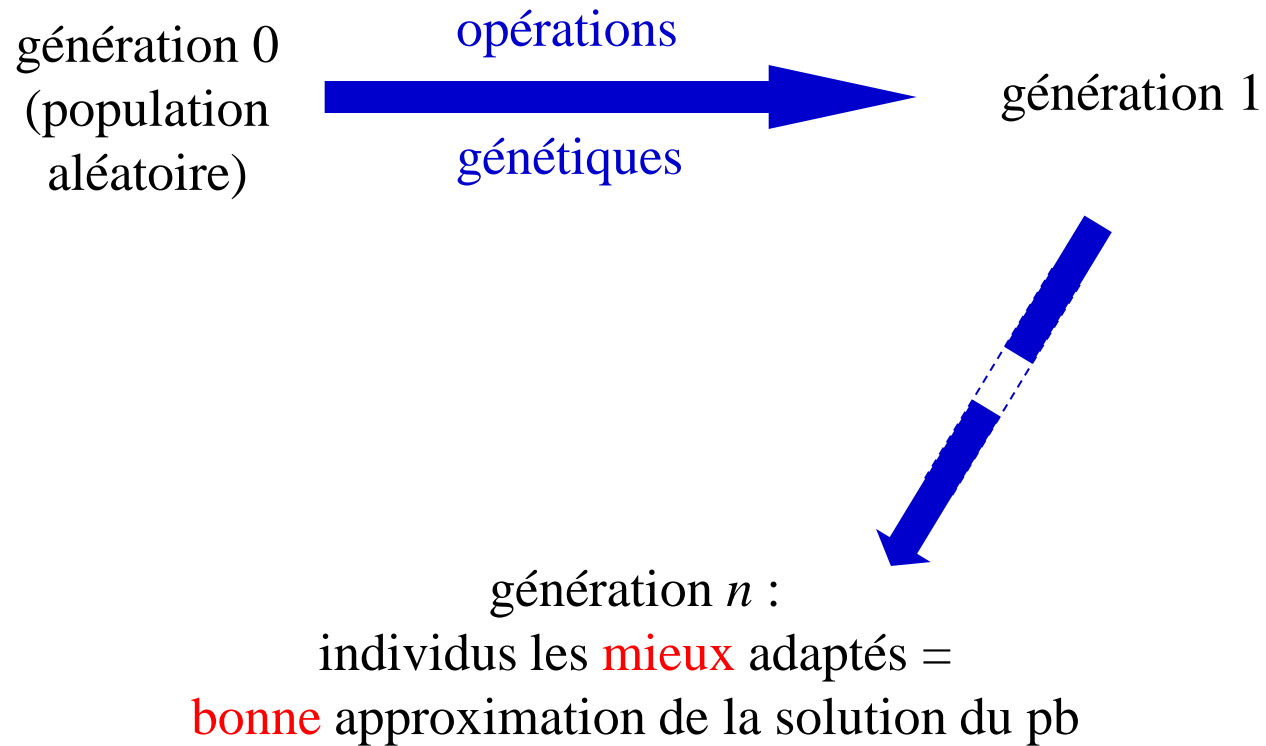 génération 0
(population
aléatoire)
opérations
génétiques
génération 1
génération n :
individus les mieux adaptés =
bonne approximation de la solution du pb